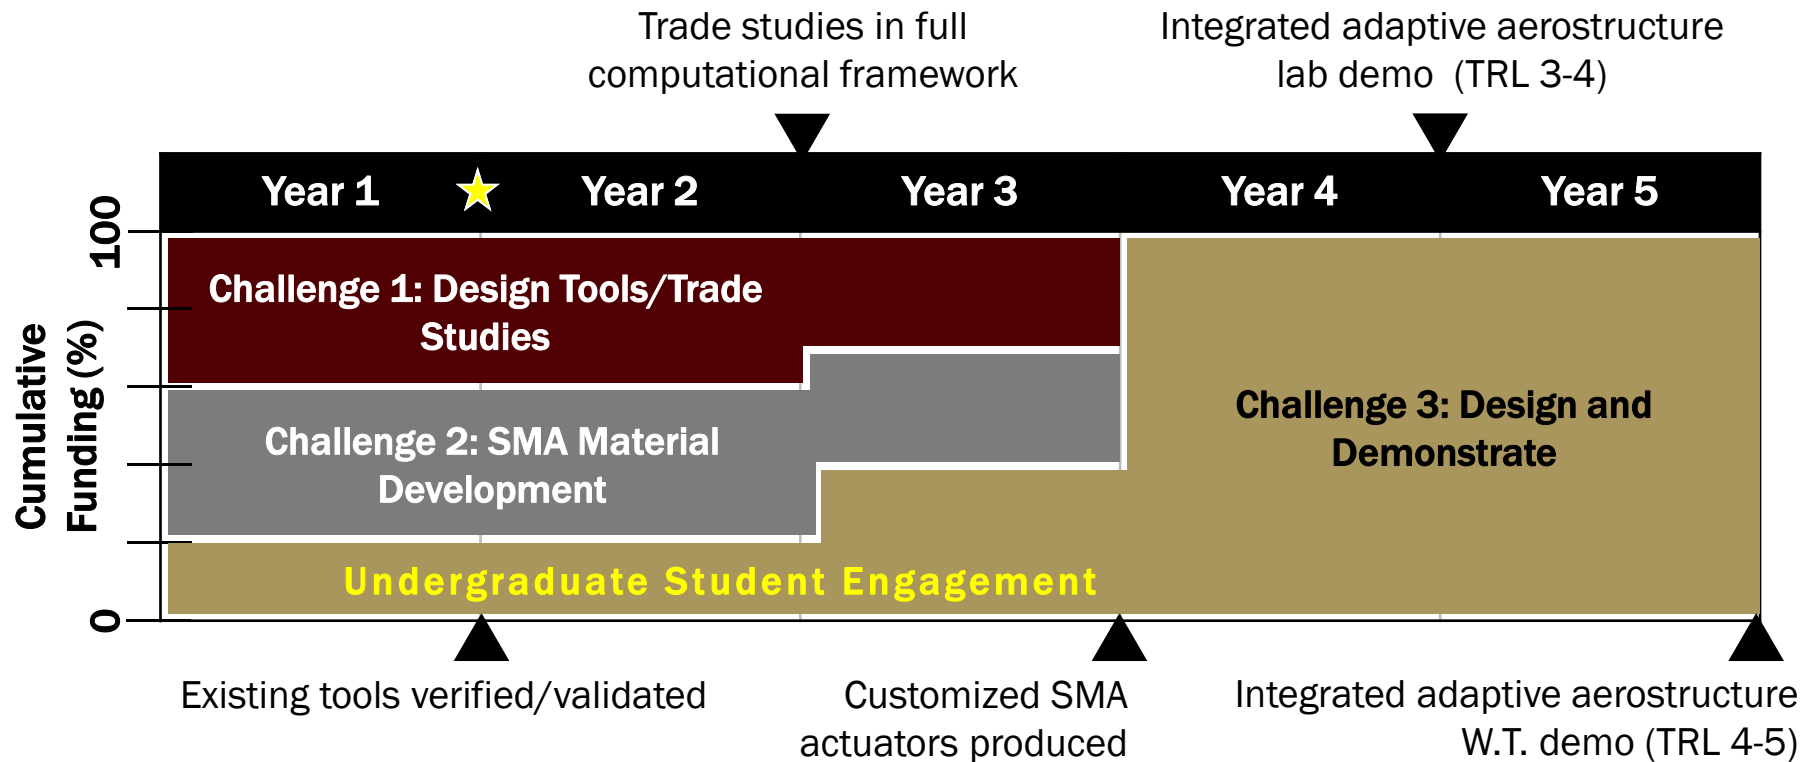 Trade studies in full
computational framework
Integrated adaptive aerostructure
lab demo (TRL 3-4)
Year 1
Year 2
Year 3
Year 4
Year 5
100
Cumulative
Funding (%)
0
Challenge 1: Design Tools/Trade
Studies
Challenge 2: SMA Material
Development
Challenge 3: Design and
Demonstrate
Undergraduate Student Engagement
Existing tools verified/validated
Customized SMA
actuators produced
Integrated adaptive aerostructure
W.T. demo (TRL 4-5)